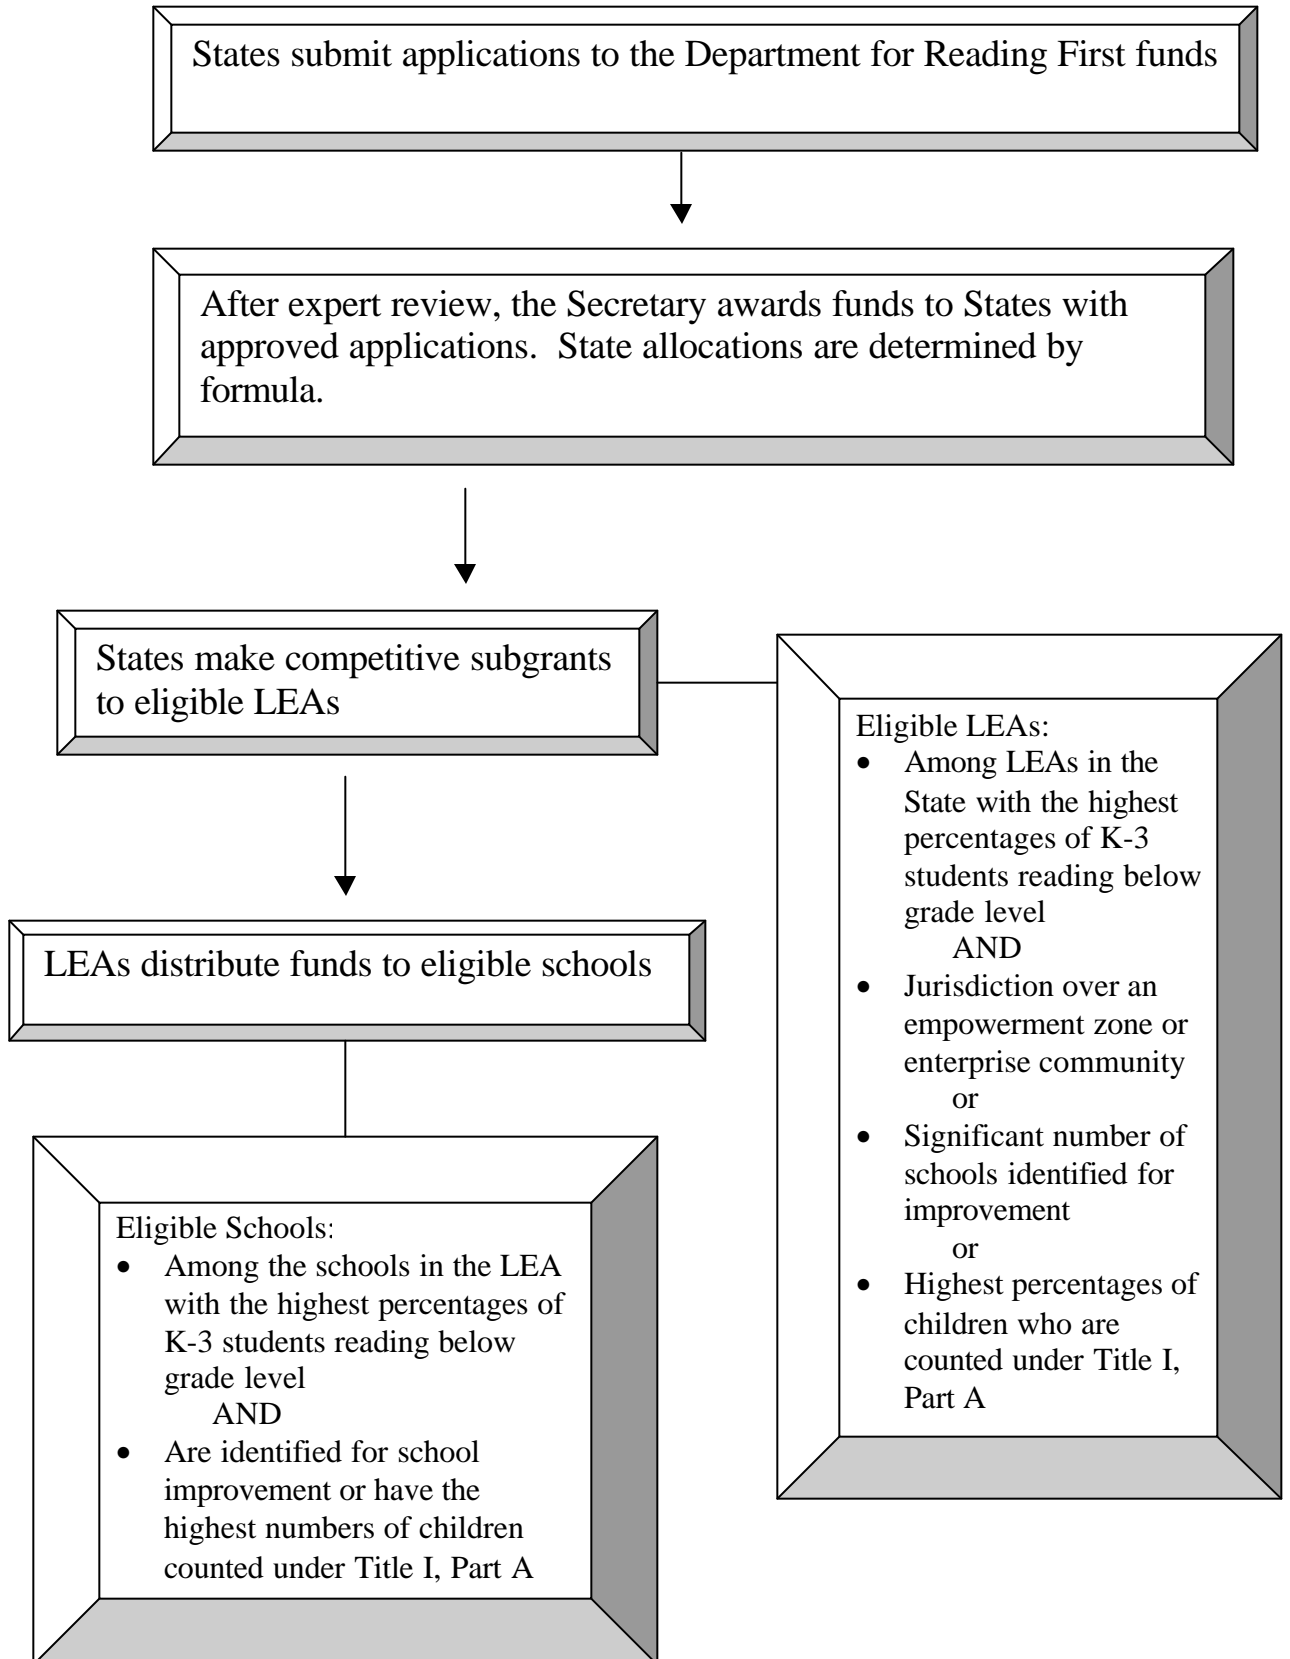 States submit applications to the Department for Reading First funds
After expert review, the Secretary awards funds to States with
approved applications.  State allocations are determined by
formula.
States make competitive subgrants
to eligible LEAs
Eligible LEAs:
• Among LEAs in the
State with the highest
percentages of K-3
students reading below
grade level
AND
• Jurisdiction over an
empowerment zone or
enterprise community
or
• Significant number of
schools identified for
improvement
or
• Highest percentages of
children who are
counted under Title I,
Part A
LEAs distribute funds to eligible schools
Eligible Schools:
• Among the schools in the LEA
with the highest percentages of
K-3 students reading below
grade level
AND
• Are identified for school
improvement or have the
highest numbers of children
counted under Title I, Part A